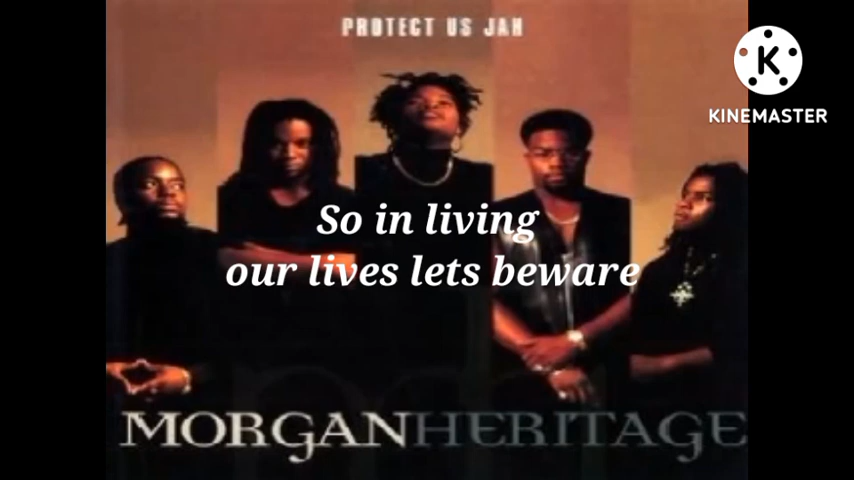 PROTECT US JAH
K
KINEMASTER
So in living
our lives lets beware
MORGANHERITAGE